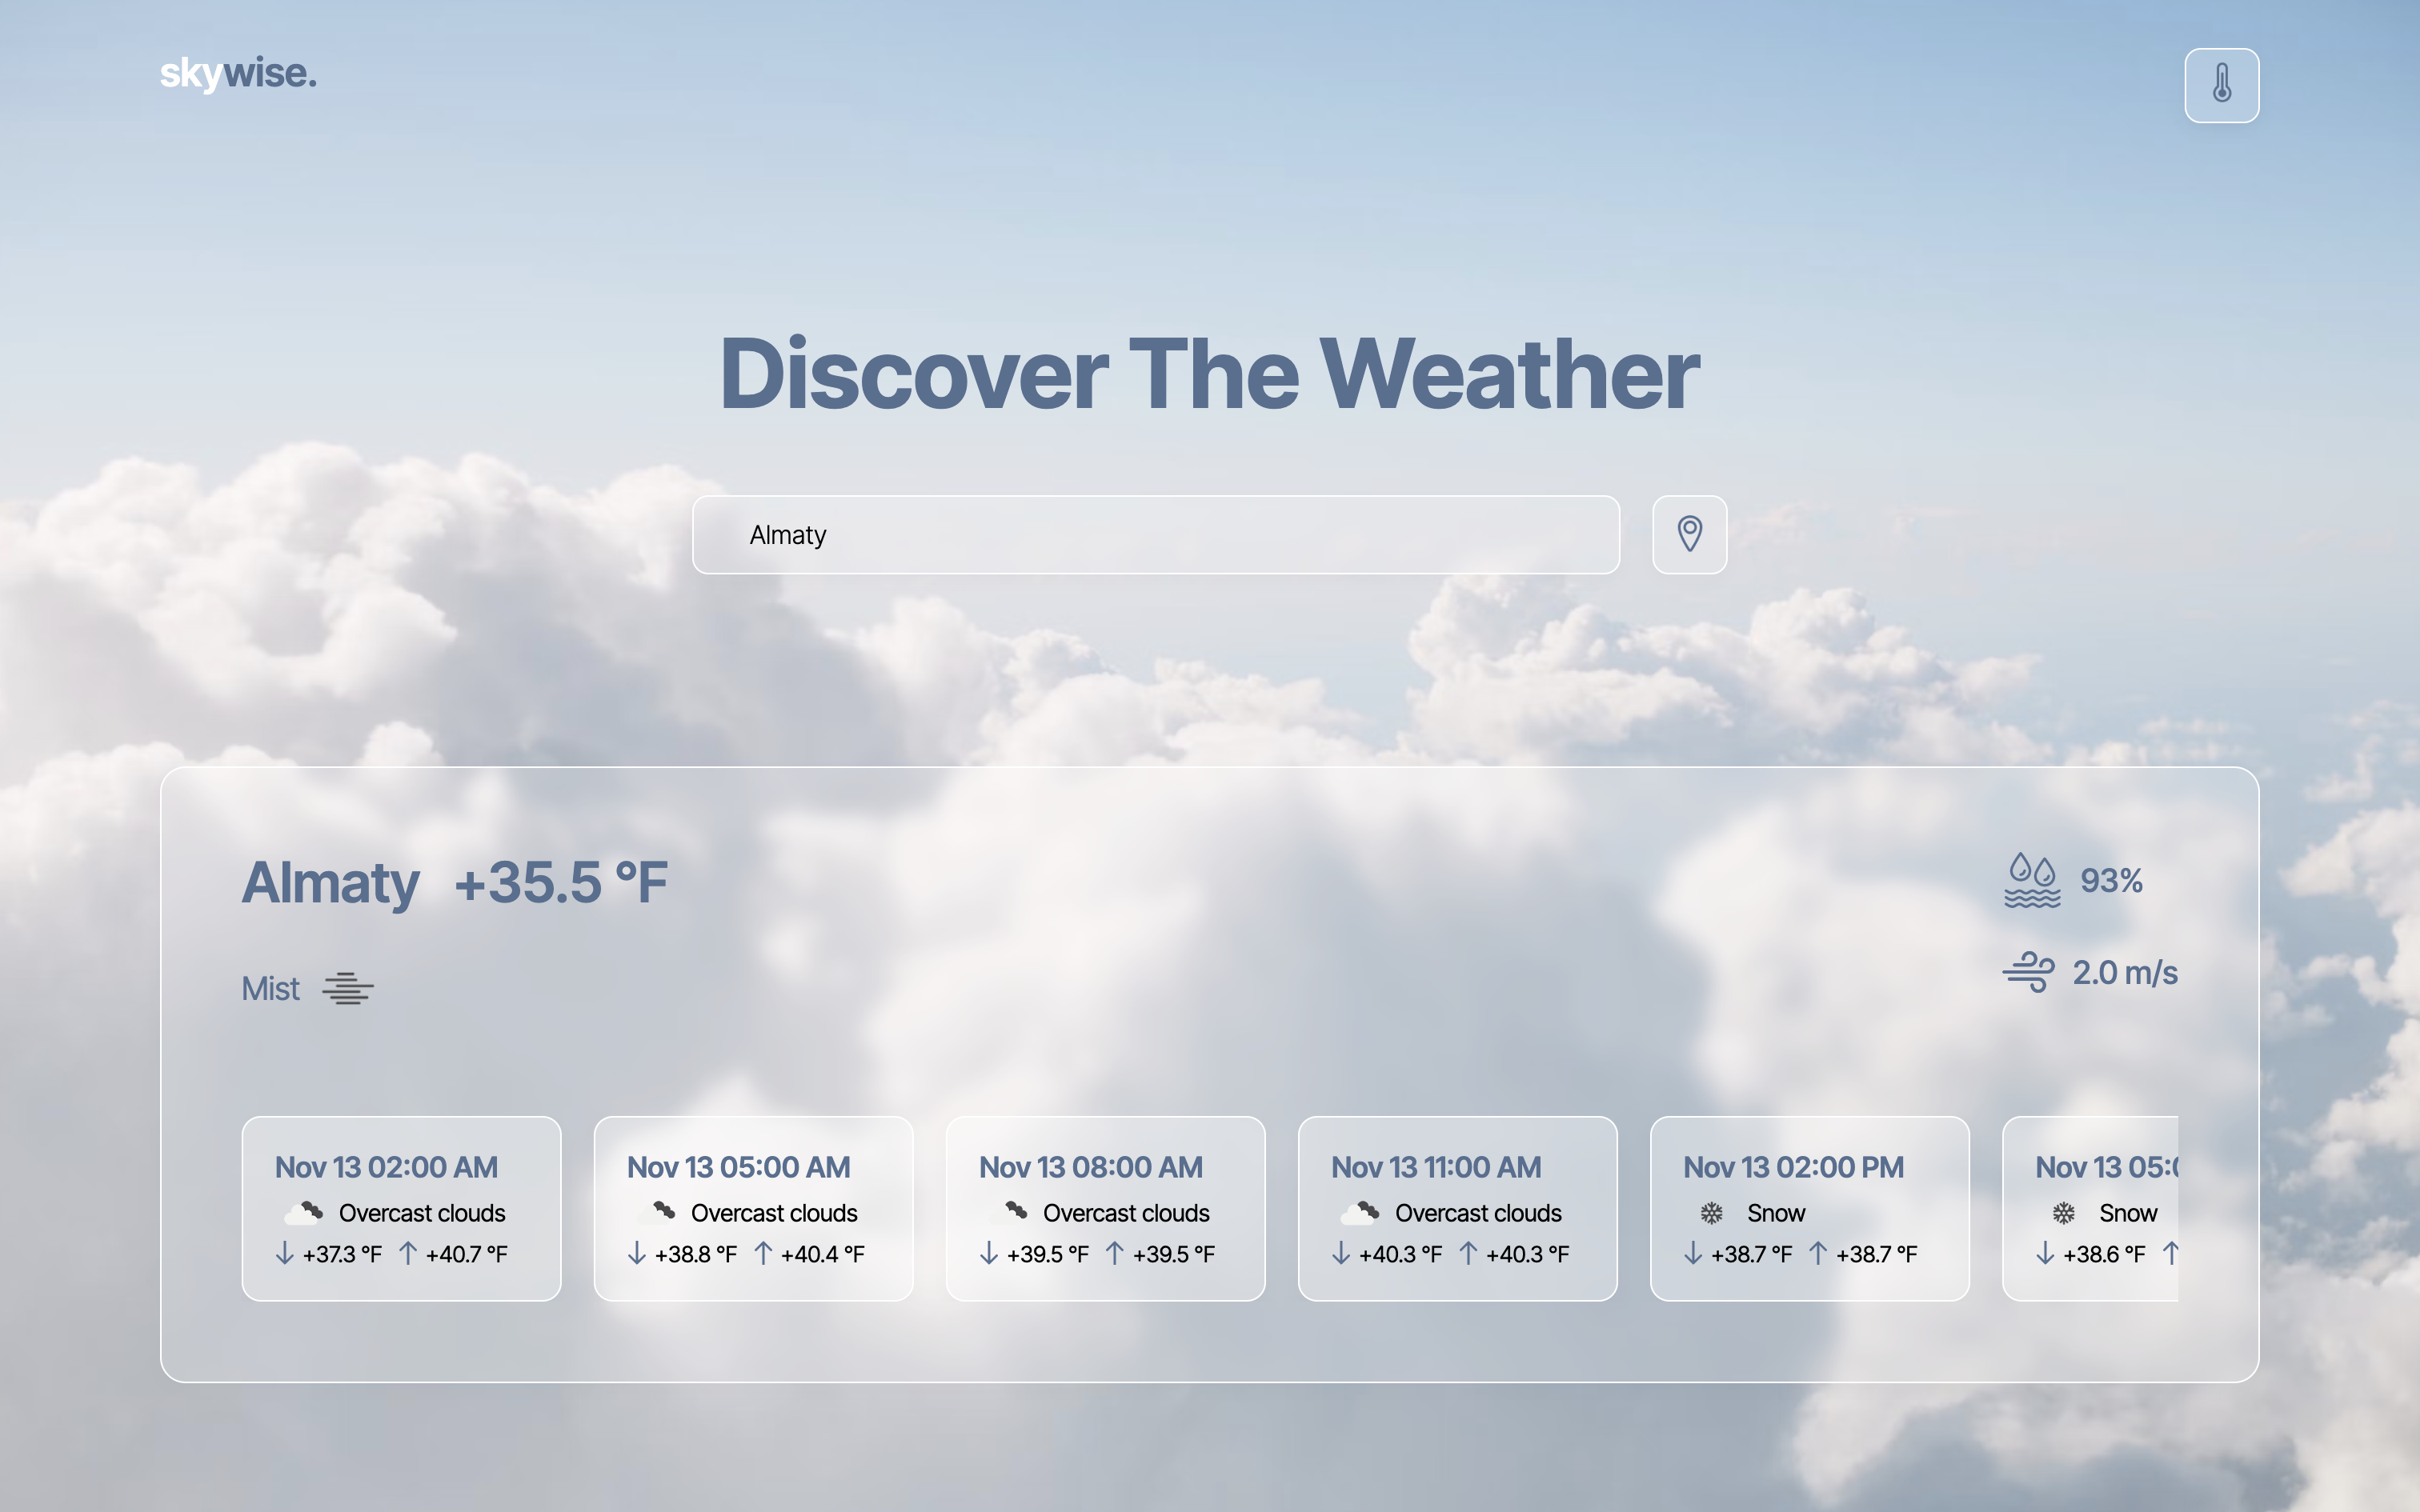 skywise.
Discover The Weather
Almaty
Almaty +35.5 °F
93%
Mist
2.0 m/s
Nov 13 02:00 AM
Overcast clouds
+37.3 °F +40.7 °F
Nov 13 05:00 AM
Overcast clouds
+38.8 °F +40.4 °F
Nov 13 08:00 AM
Overcast clouds
+39.5 °F +39.5 °F
Nov 13 11:00 AM
Overcast clouds
+40.3 °F +40.3 °F
Nov 13 02:00 PM
Snow
+38.7 °F +38.7 °F
Nov 13 05:
Snow
+38.6 °F